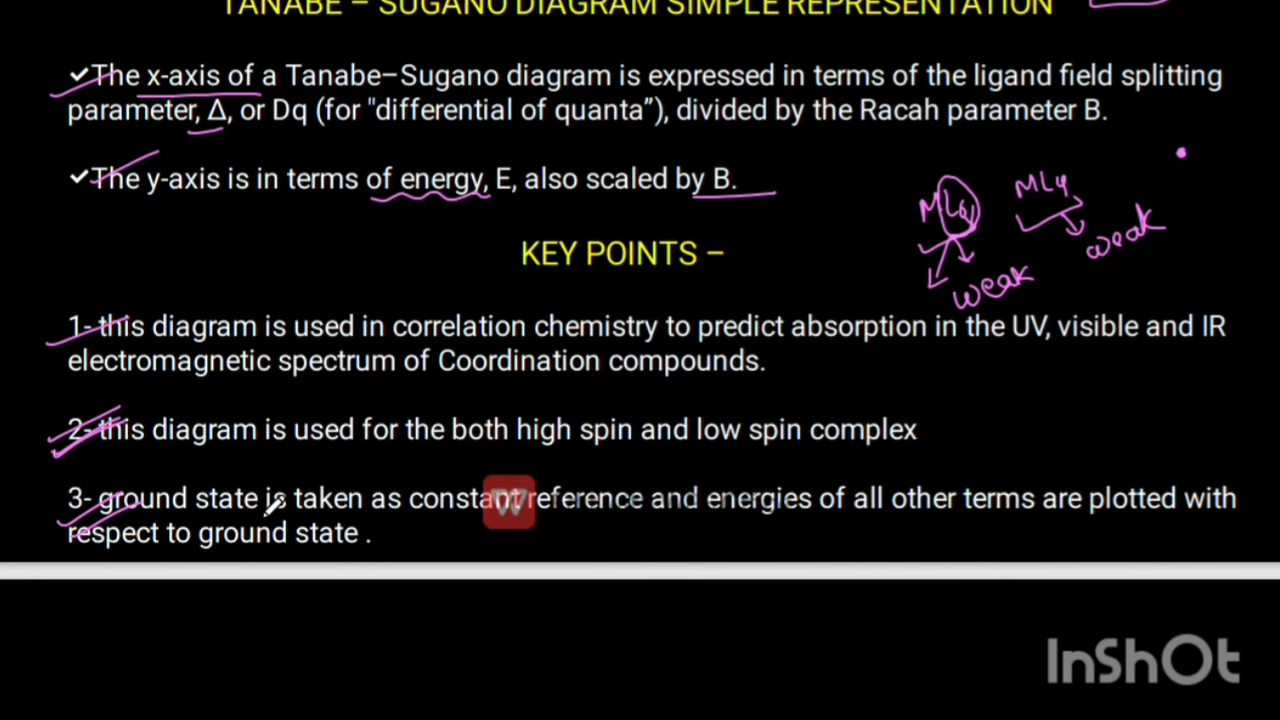 TANABE – SUGANO DIAGRAM SIMPLE REPRESENTATION
✔The x-axis of a Tanabe–Sugano diagram is expressed in terms of the ligand field splitting
parameter, Δ, or Dq (for "differential of quanta”), divided by the Racah parameter B.
✔The y-axis is in terms of energy, E, also scaled by B.
ML6
ML4
weak
weak
KEY POINTS –
1- this diagram is used in correlation chemistry to predict absorption in the UV, visible and IR
electromagnetic spectrum of Coordination compounds.
2- this diagram is used for the both high spin and low spin complex
3- ground state is taken as constant reference and energies of all other terms are plotted with
respect to ground state .
InShOt